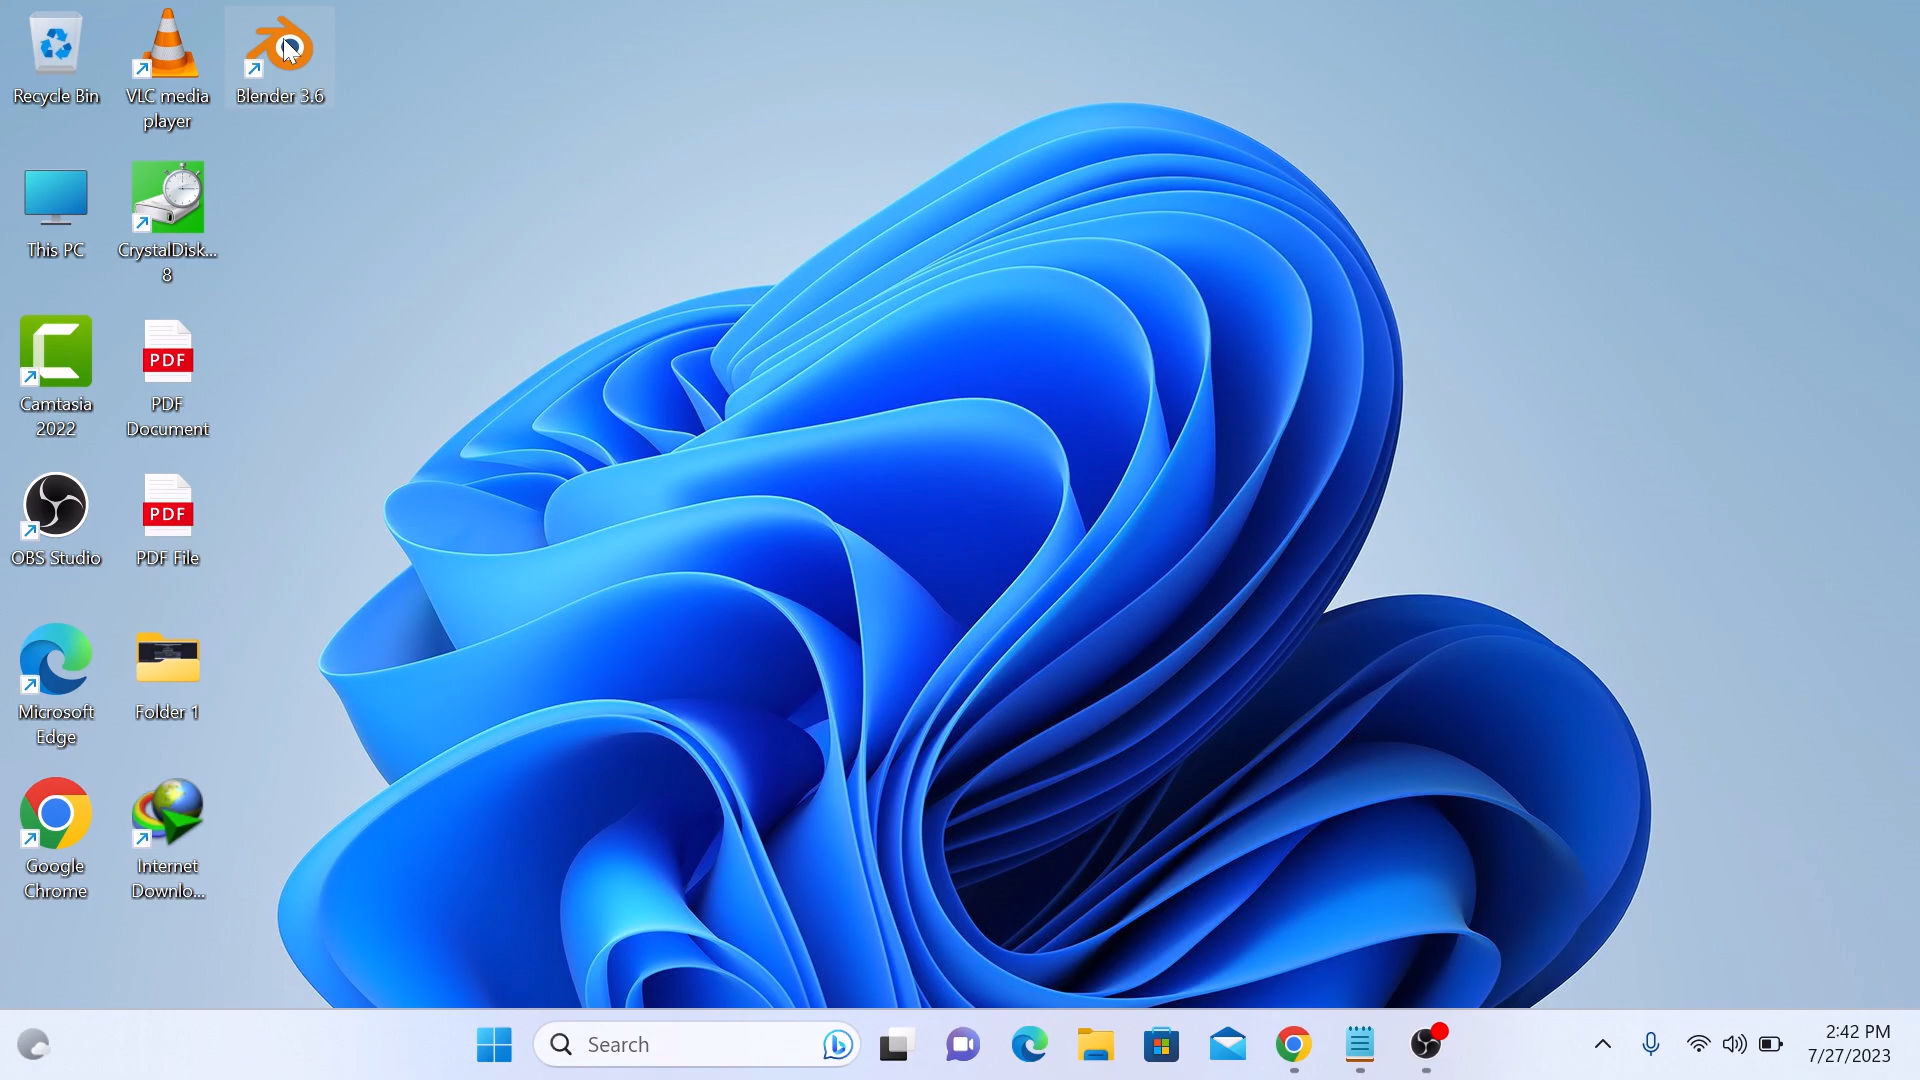 Recycle Bin
VLC media
player
Blender 3.6
This PC
CrystalDisk...
8
Camtasia
2022
PDF
PDF
Document
OBS Studio
PDF
PDF File
Microsoft
Edge
Folder 1
Google
Chrome
Internet
Downlo...
Search
2:42 PM
7/27/2023